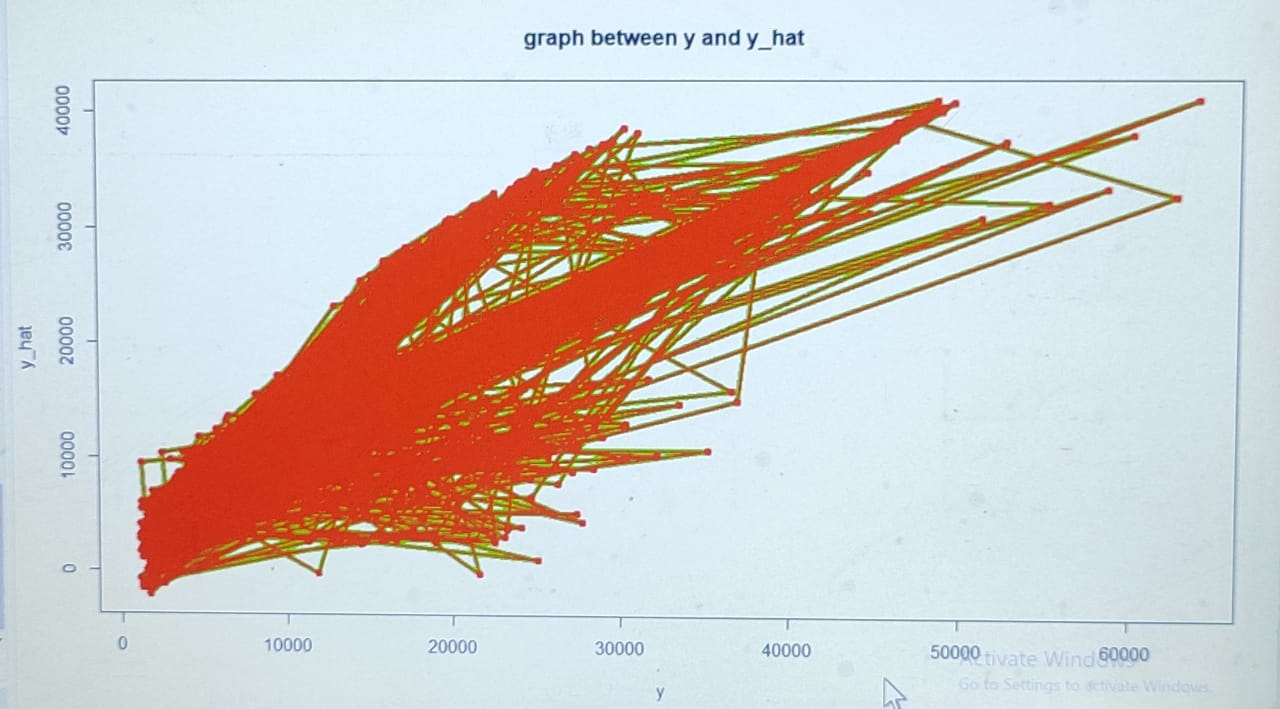 graph between y and y_hat
40000
30000
20000
10000
0
y_hat
0
10000
20000
30000
40000
50000
60000
y
Activate Windows
Go to Settings to activate Windows.